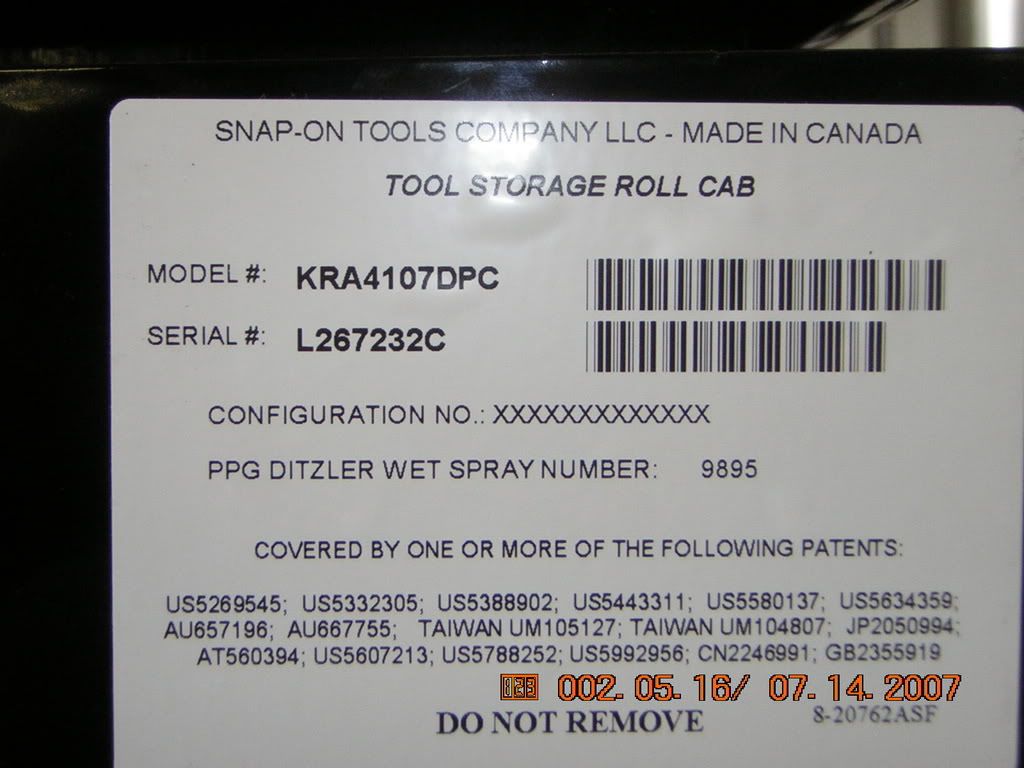 SNAP-ON TOOLS COMPANY LLC - MADE IN CANADA
TOOL STORAGE ROLL CAB
MODEL #: KRA4107DPC
SERIAL #: L267232C
CONFIGURATION NO.: XXXXXXXXXXXXX
PPG DITZLER WET SPRAY NUMBER: 9895
COVERED BY ONE OR MORE OF THE FOLLOWING PATENTS:
US5269545; US5332305; US5388902; US5443311; US5580137; US5634359;
AU657196; AU667755; TAIWAN UM105127; TAIWAN UM104807; JP2050994;
AT560394; US5607213; US5788252; US5992956; CN2246991; GB2355919
123 002.05.16/ 07.14.2007
DO NOT REMOVE 8-20762ASF